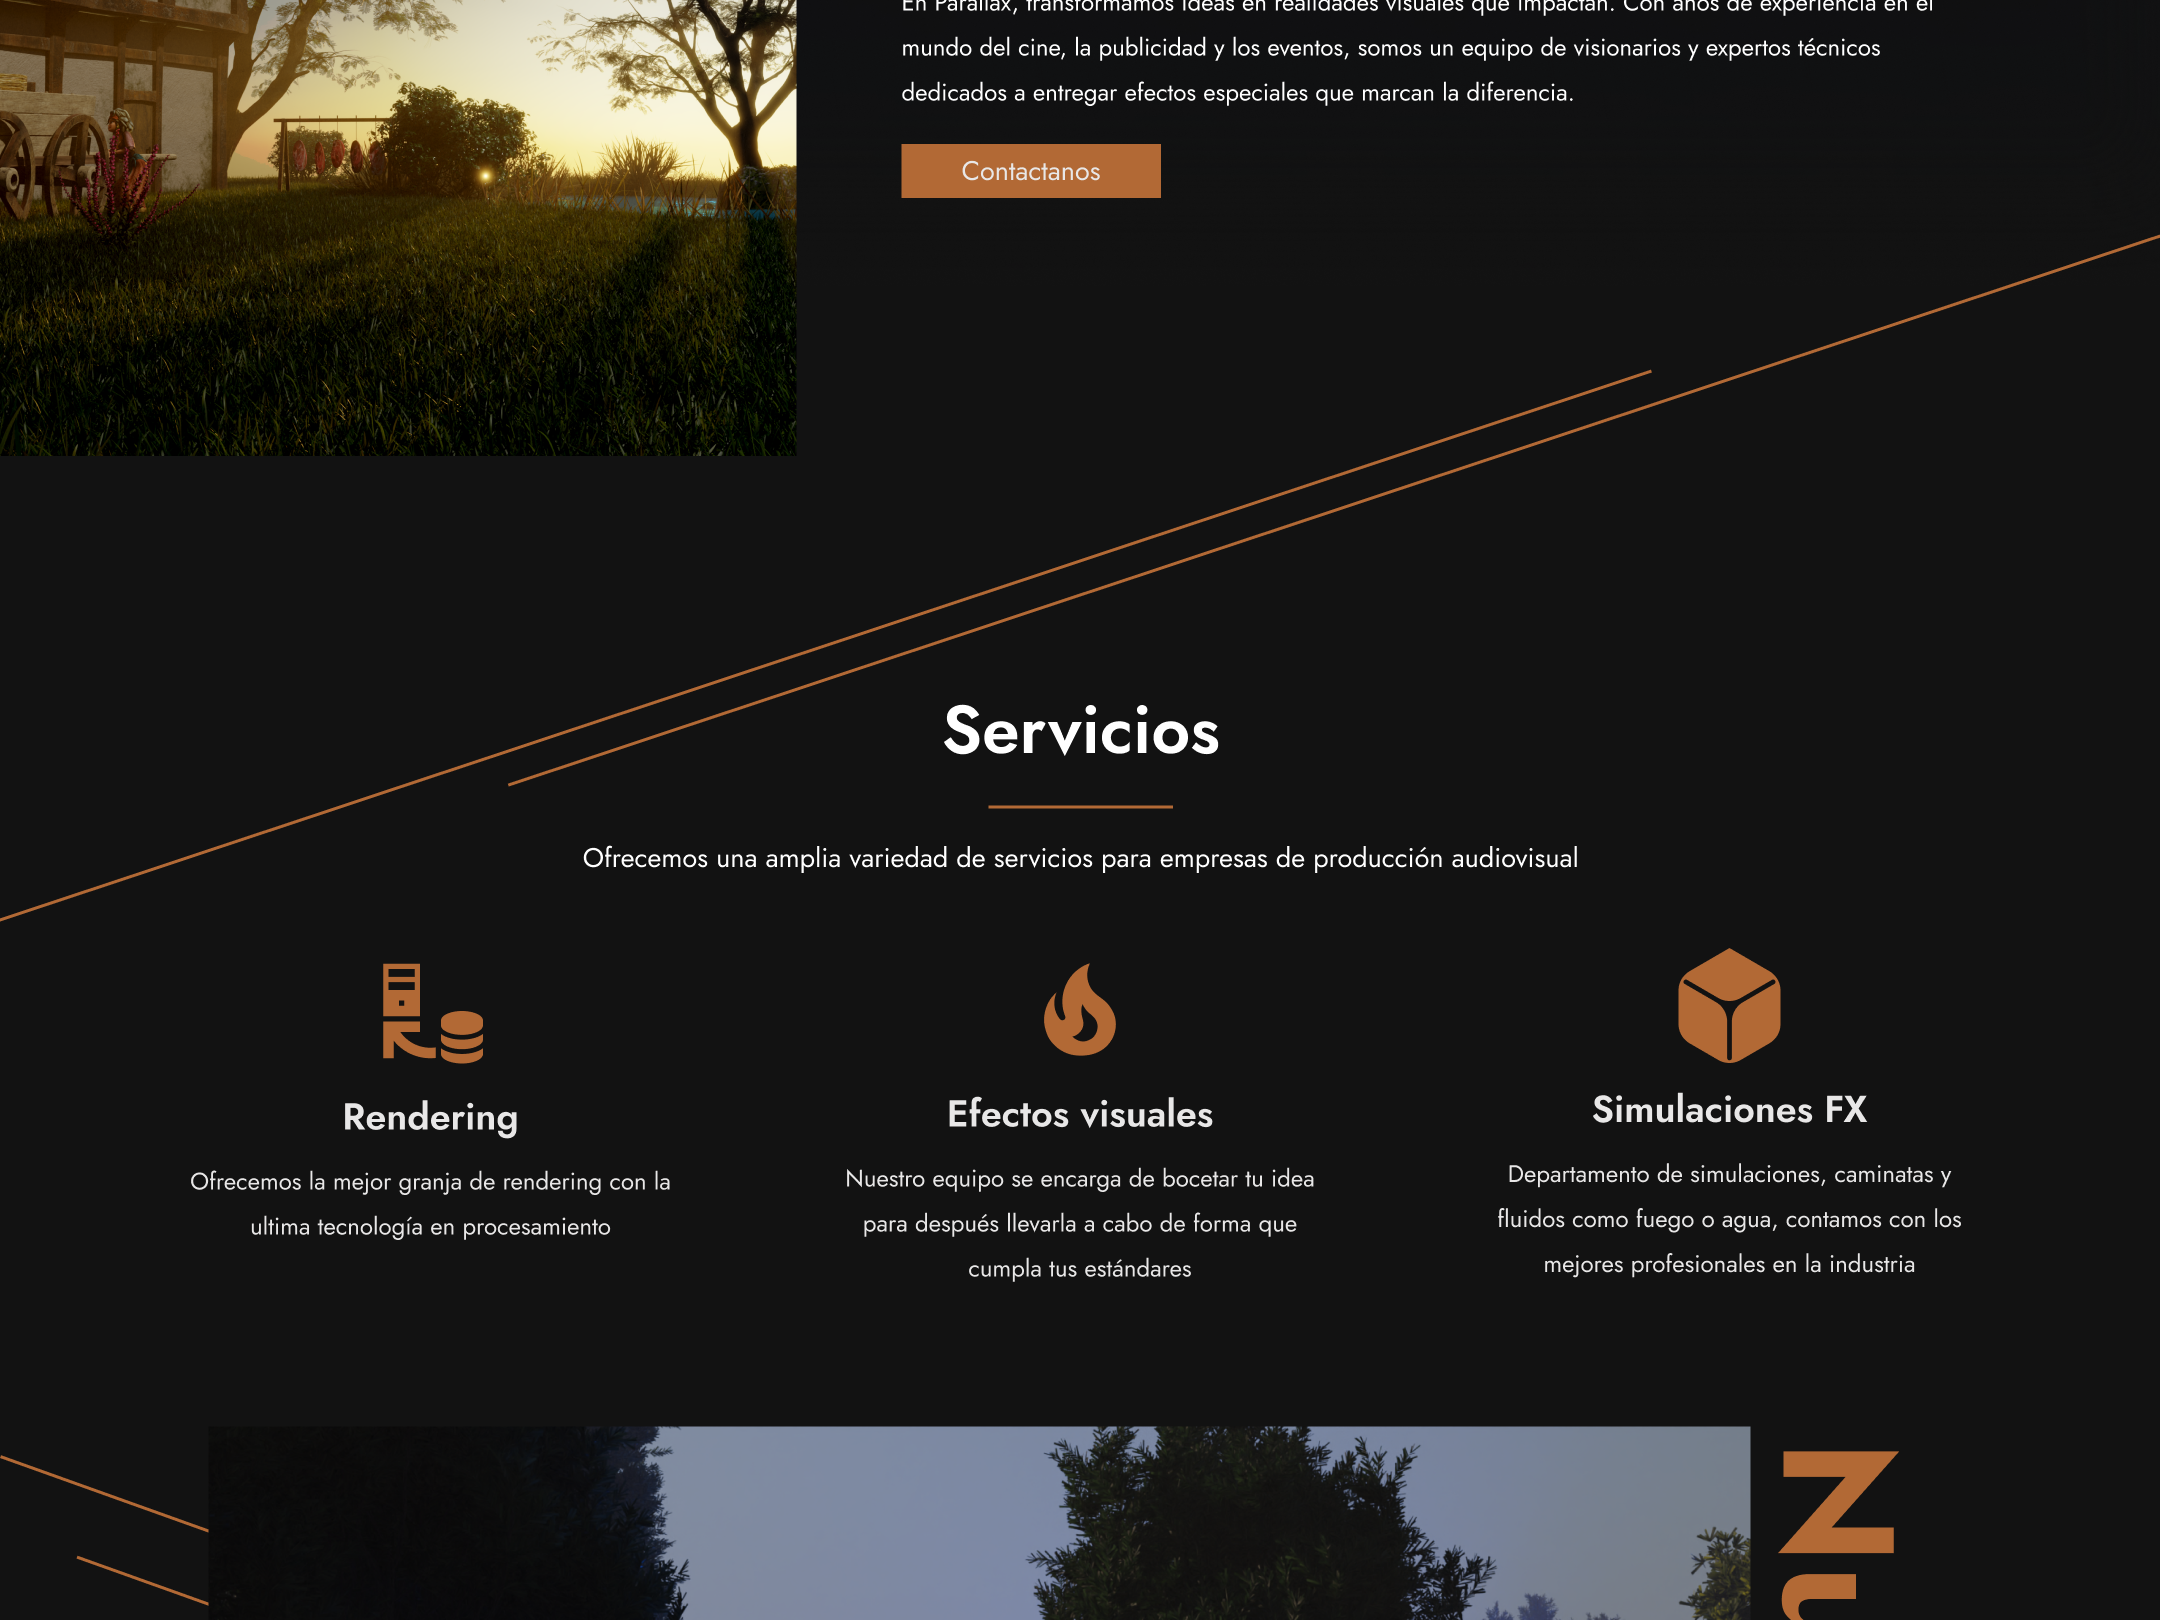 En Parallax, transformamos ideas en realidades visuales que impactan. Con años de experiencia en el
mundo del cine, la publicidad y los eventos, somos un equipo de visionarios y expertos técnicos
dedicados a entregar efectos especiales que marcan la diferencia.
Contactanos
Servicios
Ofrecemos una amplia variedad de servicios para empresas de producción audiovisual
Rendering
Ofrecemos la mejor granja de rendering con la
ultima tecnología en procesamiento
Efectos visuales
Nuestro equipo se encarga de bocetar tu idea
para después llevarla a cabo de forma que
cumpla tus estándares
Simulaciones FX
Departamento de simulaciones, caminatas y
fluidos como fuego o agua, contamos con los
mejores profesionales en la industria